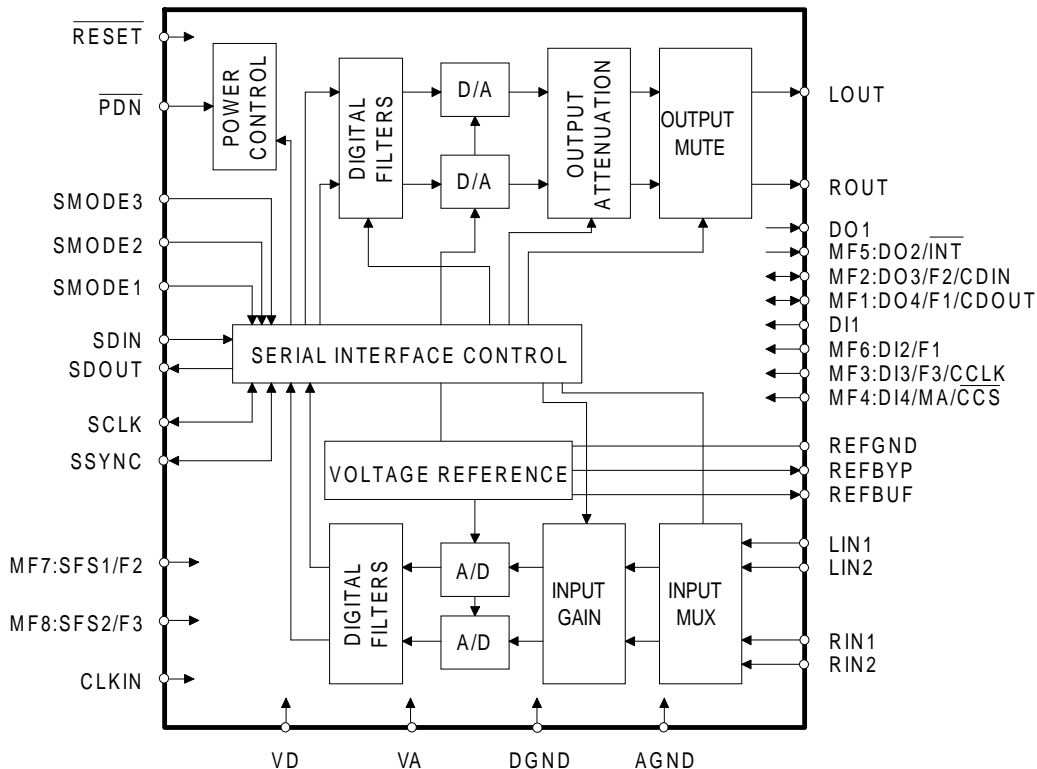 RESET
PDN
SMODE3
SMODE2
SMODE1
SDIN
SDOUT
SCLK
SSYNC
MF7:SFS1/F2
MF8:SFS2/F3
CLKIN
POWER
CONTROL
DIGITAL
FILTERS
D/A
D/A
OUTPUT
ATTENUATION
OUTPUT
MUTE
SERIAL INTERFACE CONTROL
VOLTAGE REFERENCE
DIGITAL
FILTERS
A/D
A/D
INPUT
GAIN
INPUT
MUX
LOUT
ROUT
DO1
MF5:DO2/INT
MF2:DO3/F2/CDIN
MF1:DO4/F1/CDOUT
DI1
MF6:DI2/F1
MF3:DI3/F3/CCLK
MF4:DI4/MA/CCS
REFGND
REFBYP
REFBUF
LIN1
LIN2
RIN1
RIN2
VD
VA
DGND
AGND